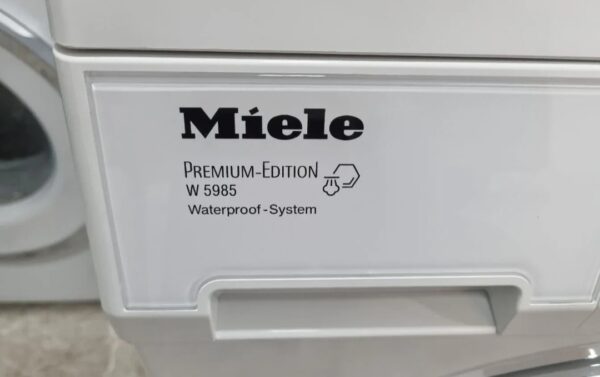 Miele
PREMIUM-EDITION
W 5985
Waterproof-System